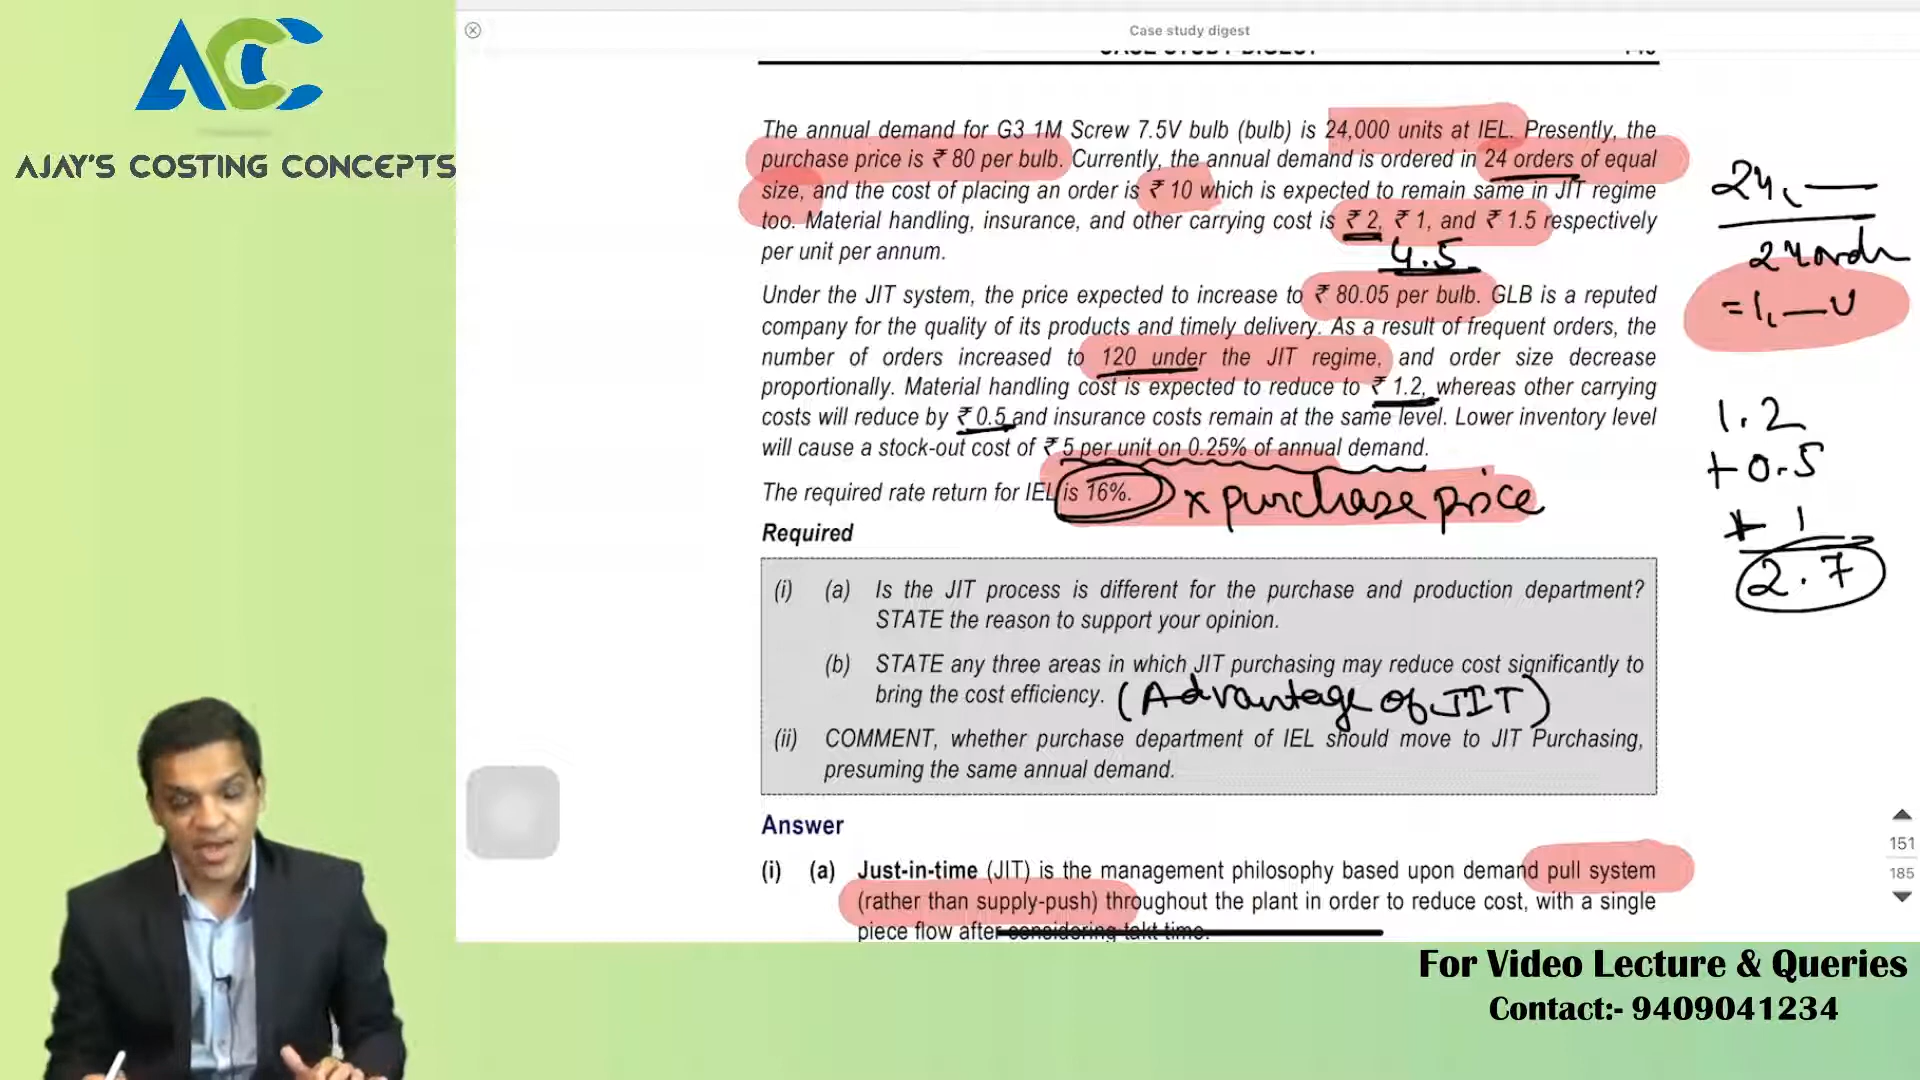 ACC
AJAY'S COSTING CONCEPTS
Case study digest
CASE STUDY DIGEST
The annual demand for G3 1M Screw 7.5V bulb (bulb) is 24,000 units at IEL. Presently, the
purchase price is ₹ 80 per bulb. Currently, the annual demand is ordered in 24 orders of equal
size, and the cost of placing an order is ₹ 10 which is expected to remain same in JIT regime
too. Material handling, insurance, and other carrying cost is ₹ 2, ₹ 1, and ₹ 1.5 respectively
per unit per annum.
4.5
Under the JIT system, the price expected to increase to ₹ 80.05 per bulb. GLB is a reputed
company for the quality of its products and timely delivery. As a result of frequent orders, the
number of orders increased to 120 under the JIT regime, and order size decrease
proportionally. Material handling cost is expected to reduce to ₹ 1.2, whereas other carrying
costs will reduce by ₹ 0.5 and insurance costs remain at the same level. Lower inventory level
will cause a stock-out cost of ₹ 5 per unit on 0.25% of annual demand.
The required rate return for IEL is 16%. x purchase price
Required
(i) (a) Is the JIT process is different for the purchase and production department?
STATE the reason to support your opinion.
(b) STATE any three areas in which JIT purchasing may reduce cost significantly to
bring the cost efficiency. (Advantage of JIT)
(ii) COMMENT, whether purchase department of IEL should move to JIT Purchasing,
presuming the same annual demand.
Answer
(i) (a) Just-in-time (JIT) is the management philosophy based upon demand pull system
(rather than supply-push) throughout the plant in order to reduce cost, with a single
piece flow after considering takt time.
24,—
24
= 1,—U
1.2
+0.5
+ 1
2.7
151
185
For Video Lecture & Queries
Contact:- 9409041234